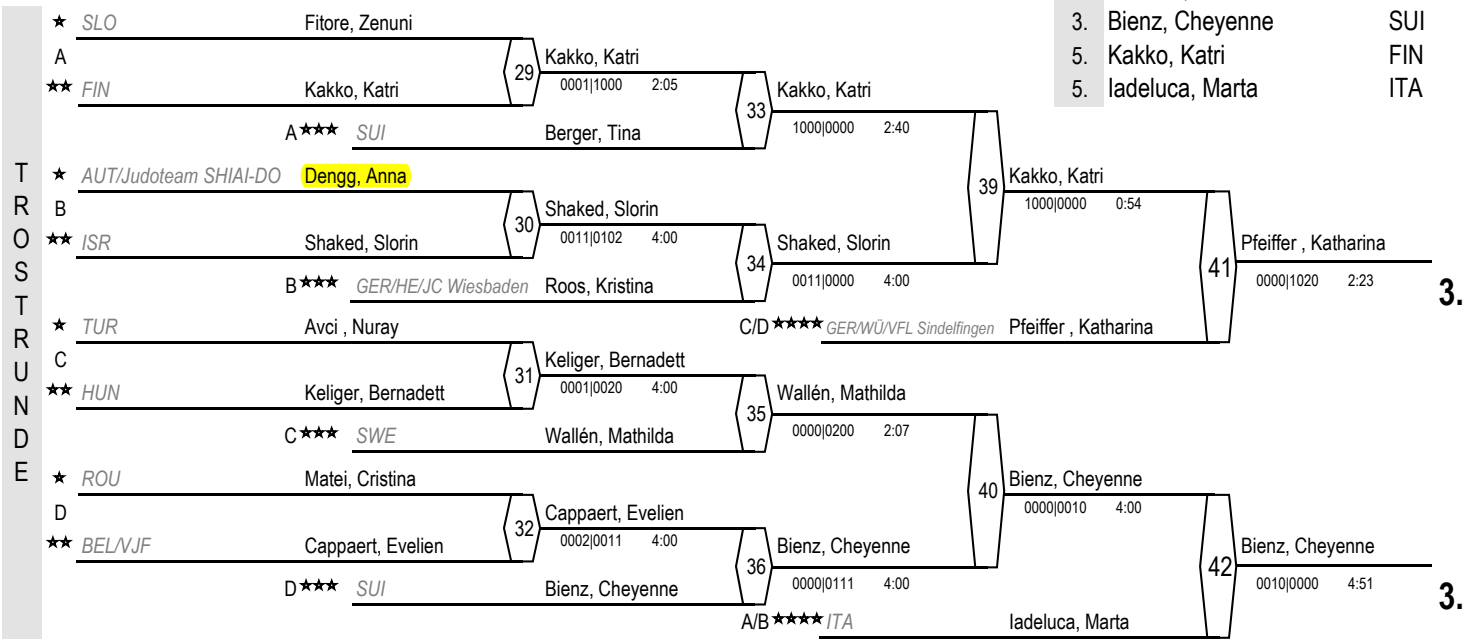 ★ SLO Fitore, Zenuni
3. Bienz, Cheyenne SUI
A
29 Kakko, Katri
5. Kakko, Katri FIN
0001|1000 2:05
★★ FIN Kakko, Katri
33 Kakko, Katri
5. Iadeluca, Marta ITA
1000|0000 2:40
A★★★ SUI Berger, Tina
TROSTRUNDE
★ AUT/Judoteam SHIAI-DO Dengg, Anna
39 Kakko, Katri
1000|0000 0:54
B
30 Shaked, Slorin
0011|0102 4:00
★★ ISR Shaked, Slorin
34 Shaked, Slorin
0011|0000 4:00
41 Pfeiffer , Katharina
0000|1020 2:23
3.
B★★★ GER/HE/JC Wiesbaden Roos, Kristina
★ TUR Avci , Nuray
C/D★★★★ GER/WÜ/VFL Sindelfingen Pfeiffer , Katharina
C
31 Keliger, Bernadett
0001|0020 4:00
★★ HUN Keliger, Bernadett
35 Wallén, Mathilda
0000|0200 2:07
C★★★ SWE Wallén, Mathilda
★ ROU Matei, Cristina
40 Bienz, Cheyenne
0000|0010 4:00
D
32 Cappaert, Evelien
0002|0011 4:00
★★ BEL/VJF Cappaert, Evelien
36 Bienz, Cheyenne
0000|0111 4:00
42 Bienz, Cheyenne
0010|0000 4:51
3.
D★★★ SUI Bienz, Cheyenne
A/B★★★★ ITA Iadeluca, Marta